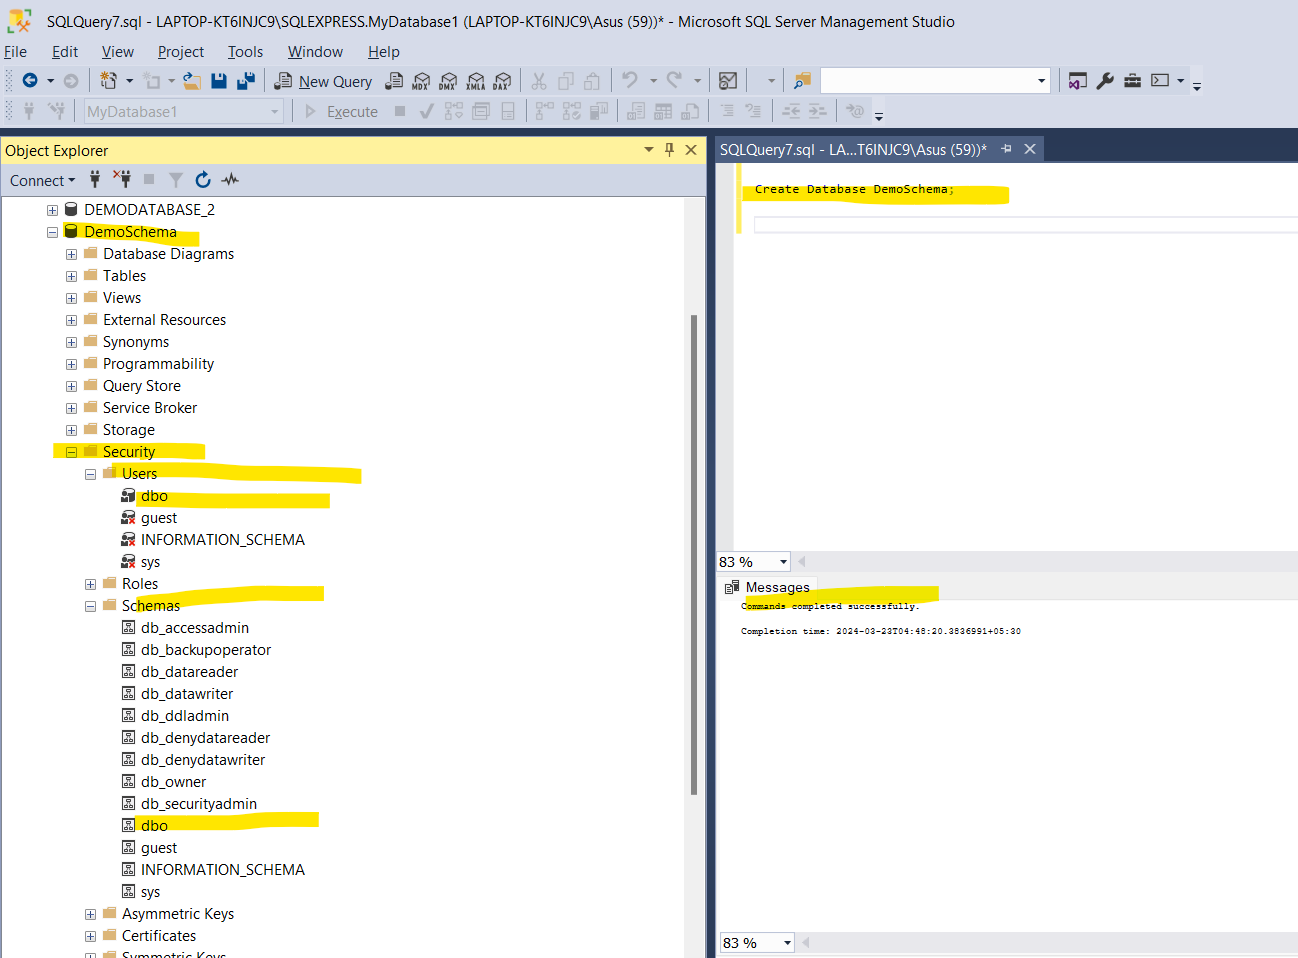 SQLQuery7.sql - LAPTOP-KT6INJC9\SQLEXPRESS.MyDatabase1 (LAPTOP-KT6INJC9\Asus (59))* - Microsoft SQL Server Management Studio
File Edit View Project Tools Window Help
New Query MDX DMX XMLA DAX
MyDatabase1 Execute
Object Explorer
Connect
DEMODATABASE_2
DemoSchema
Database Diagrams
Tables
Views
External Resources
Synonyms
Programmability
Query Store
Service Broker
Storage
Security
Users
dbo
guest
INFORMATION_SCHEMA
sys
Roles
Schemas
db_accessadmin
db_backupoperator
db_datareader
db_datawriter
db_ddladmin
db_denydatareader
db_denydatawriter
db_owner
db_securityadmin
dbo
guest
INFORMATION_SCHEMA
sys
Asymmetric Keys
Certificates
Symmetric Keys
SQLQuery7.sql - LA...T6INJC9\Asus (59))*
Create Database DemoSchema;
83 %
Messages
Commands completed successfully.
Completion time: 2024-03-23T04:48:20.3836991+05:30
83 %